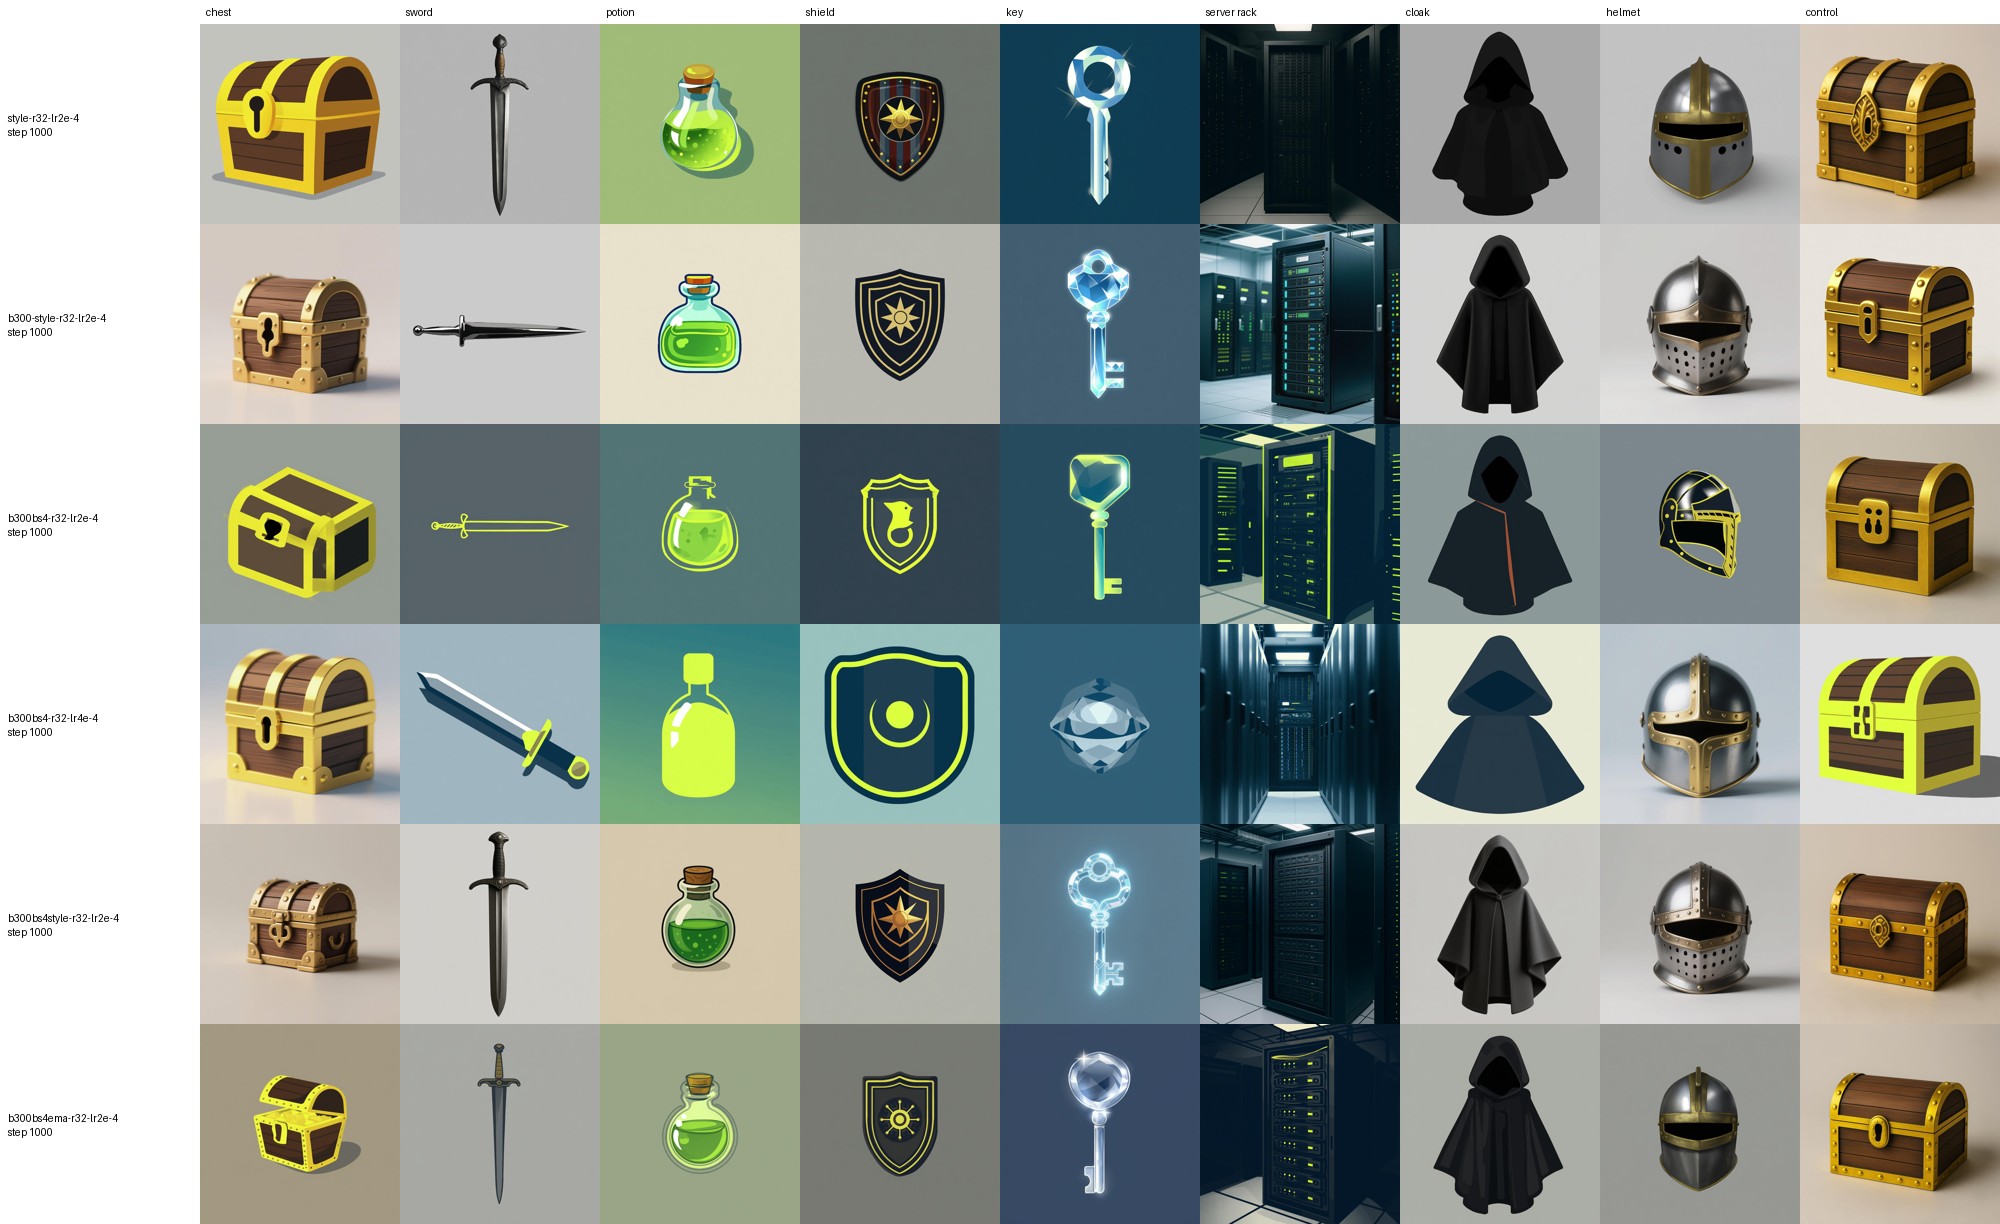 chest sword potion shield key server rack cloak helmet control
style-r32-lr2e-4
step 1000
b300-style-r32-lr2e-4
step 1000
b300bs4-r32-lr2e-4
step 1000
b300bs4-r32-lr4e-4
step 1000
b300bs4style-r32-lr2e-4
step 1000
b300bs4ema-r32-lr2e-4
step 1000